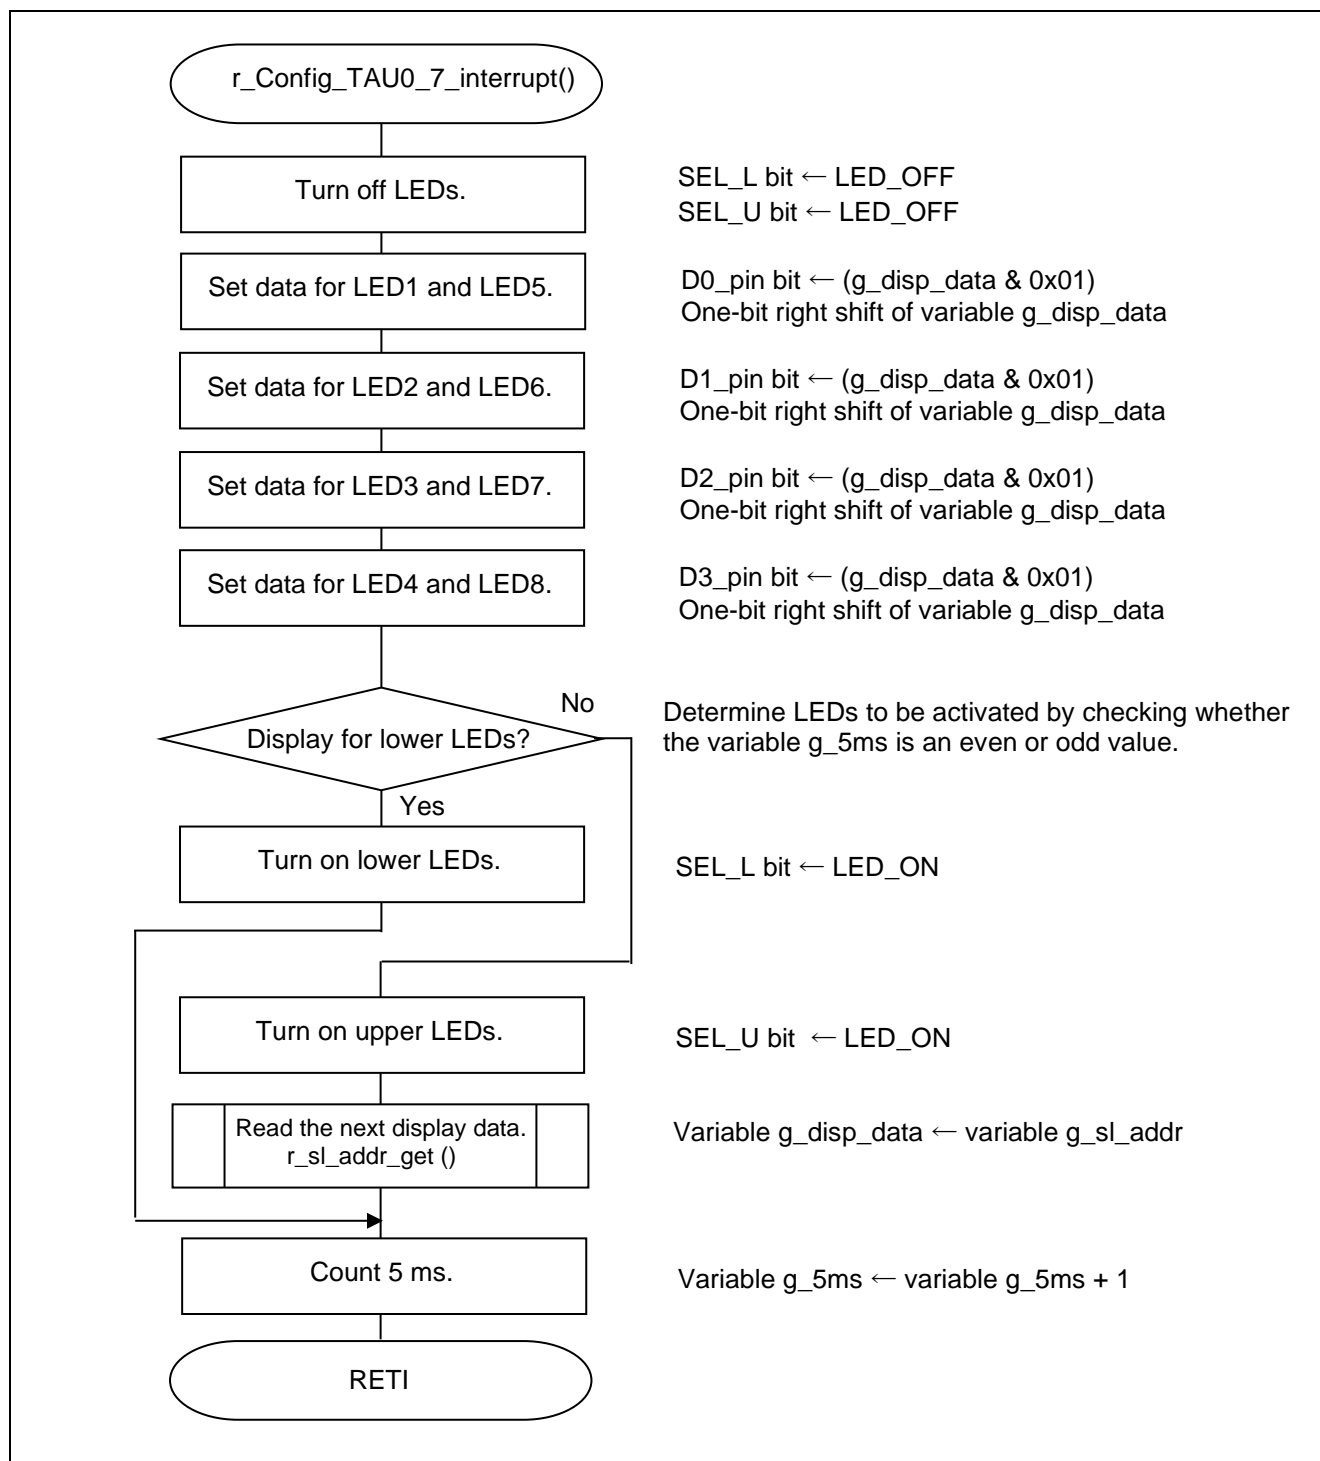 r_Config_TAU0_7_interrupt()
Turn off LEDs.
SEL_L bit ← LED_OFF
SEL_U bit ← LED_OFF
Set data for LED1 and LED5.
D0_pin bit ← (g_disp_data & 0x01)
One-bit right shift of variable g_disp_data
Set data for LED2 and LED6.
D1_pin bit ← (g_disp_data & 0x01)
One-bit right shift of variable g_disp_data
Set data for LED3 and LED7.
D2_pin bit ← (g_disp_data & 0x01)
One-bit right shift of variable g_disp_data
Set data for LED4 and LED8.
D3_pin bit ← (g_disp_data & 0x01)
One-bit right shift of variable g_disp_data
Display for lower LEDs?
No
Determine LEDs to be activated by checking whether
the variable g_5ms is an even or odd value.
Yes
Turn on lower LEDs.
SEL_L bit ← LED_ON
Turn on upper LEDs.
SEL_U bit ← LED_ON
Read the next display data.
r_sl_addr_get ()
Variable g_disp_data ← variable g_sl_addr
Count 5 ms.
Variable g_5ms ← variable g_5ms + 1
RETI